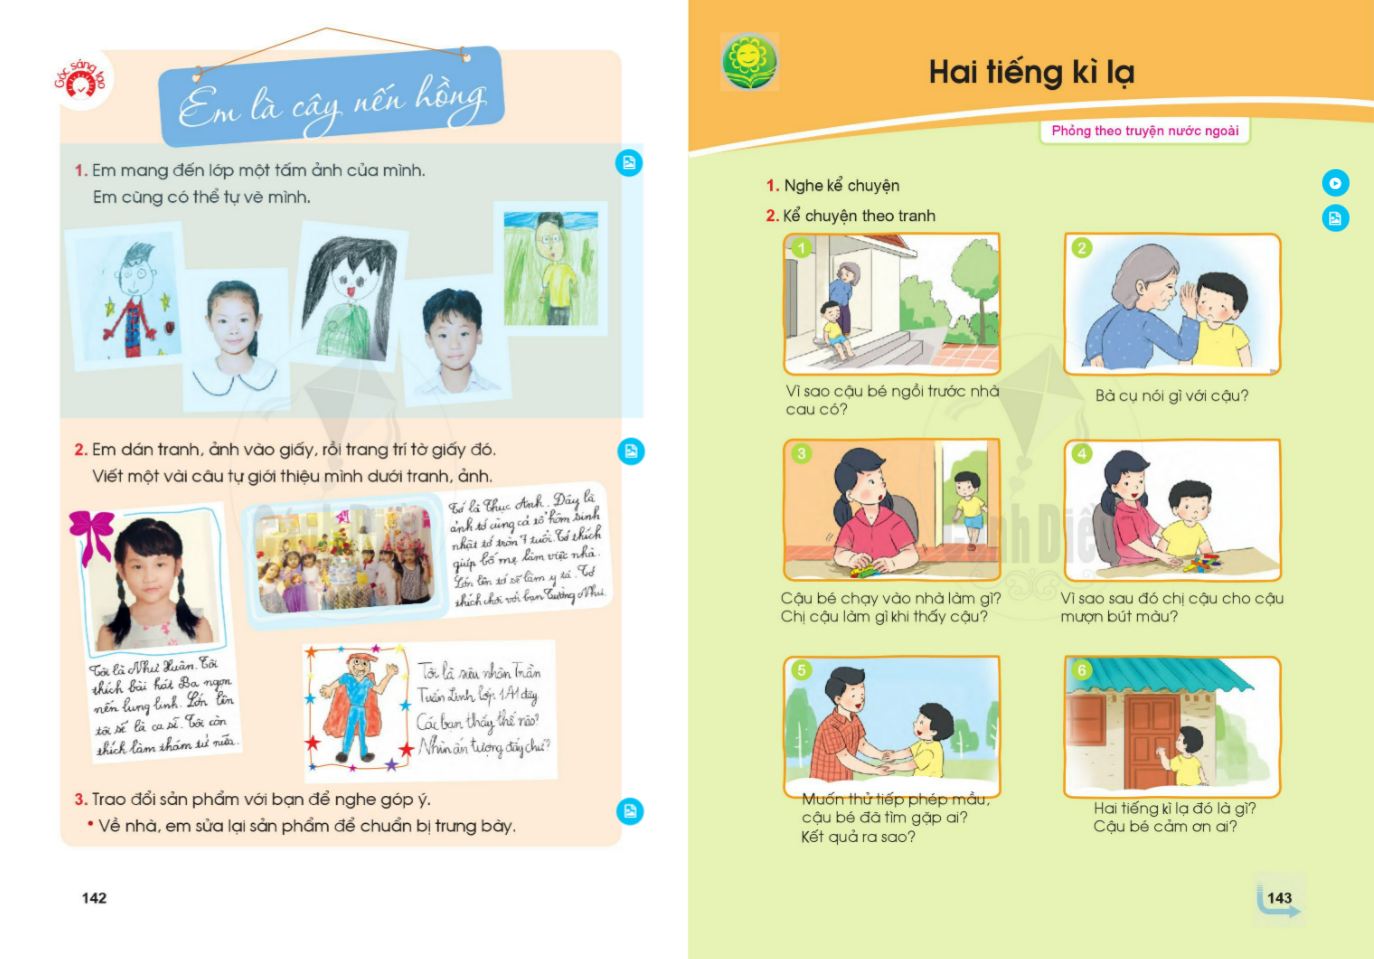 Góc sáng tạo
Em là cây nến hồng
1. Em mang đến lớp một tấm ảnh của mình.
Em cũng có thể tự vẽ mình.
2. Em dán tranh, ảnh vào giấy, rồi trang trí tờ giấy đó.
Viết một vài câu tự giới thiệu mình dưới tranh, ảnh.
Tôi là Như Xuân. Tôi
thích bài hát Ba ngọn
nến lung linh. Lớn lên
tôi sẽ là ca sĩ. Tôi còn
thích làm thám tử nữa.
Tớ là Thục Anh. Đây là
ảnh tớ cùng cả tổ hôm sinh
nhật tớ tròn 7 tuổi. Tớ thích
giúp bố mẹ làm việc nhà.
Lớn lên tớ sẽ làm y tá. Tớ
thích chơi với bạn Tường Như.
Tôi là siêu nhân Trần
Tuấn Linh lớp 1A1 đây
Các bạn thấy thế nào?
Nhìn ấn tượng đấy chứ?
3. Trao đổi sản phẩm với bạn để nghe góp ý.
• Về nhà, em sửa lại sản phẩm để chuẩn bị trưng bày.
142
Hai tiếng kì lạ
Phỏng theo truyện nước ngoài
1. Nghe kể chuyện
2. Kể chuyện theo tranh
1
Vì sao cậu bé ngồi trước nhà
cau có?
2
Bà cụ nói gì với cậu?
3
Cậu bé chạy vào nhà làm gì?
Chị cậu làm gì khi thấy cậu?
4
Vì sao sau đó chị cậu cho cậu
mượn bút màu?
5
Muốn thử tiếp phép mầu,
cậu bé đã tìm gặp ai?
Kết quả ra sao?
6
Hai tiếng kì lạ đó là gì?
Cậu bé cảm ơn ai?
143
Cánh Diều